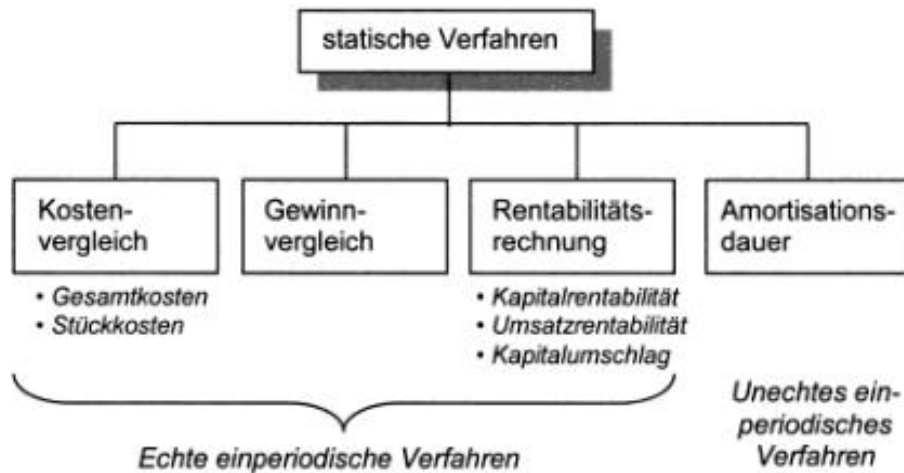 statische Verfahren
Kosten-
vergleich
Gewinn-
vergleich
Rentabilitäts-
rechnung
Amortisations-
dauer
• Gesamtkosten
• Stückkosten
• Kapitalrentabilität
• Umsatzrentabilität
• Kapitalumschlag
Echte einperiodische Verfahren
Unechtes ein-
periodisches
Verfahren